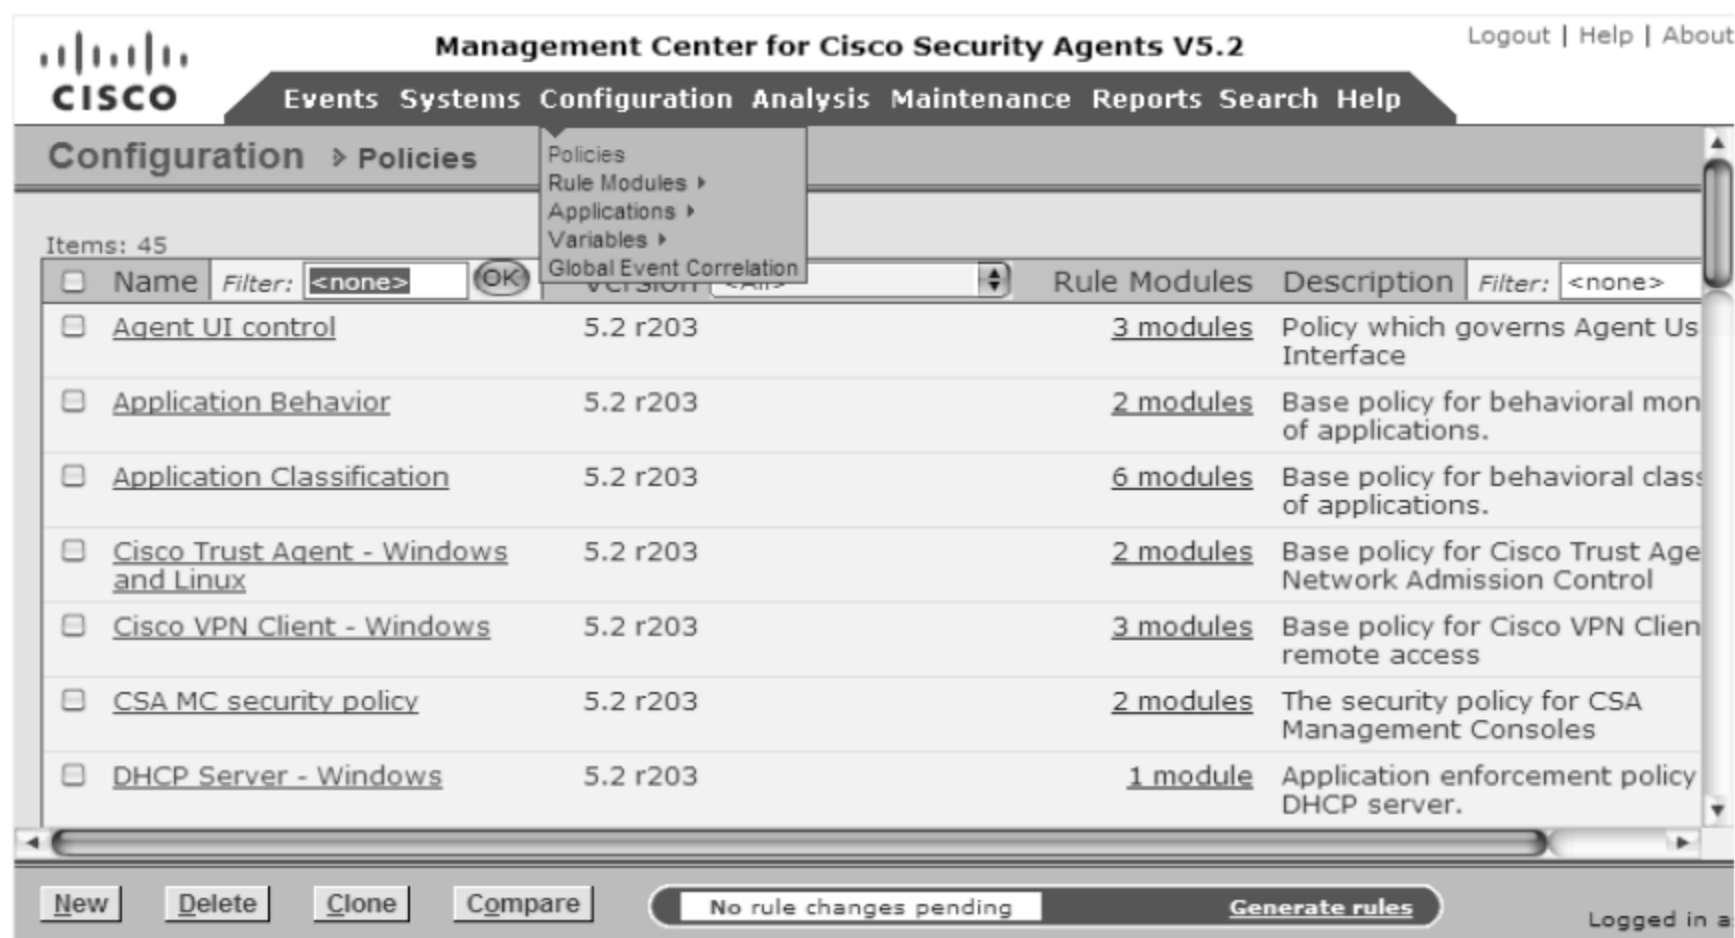 Logout | Help | About
Management Center for Cisco Security Agents V5.2
CISCO
Events Systems Configuration Analysis Maintenance Reports Search Help
Configuration > Policies
Policies
Rule Modules
Applications
Variables
Global Event Correlation
Items: 45
Name Filter: <none> OK Version <All> Rule Modules Description Filter: <none>
Agent UI control 5.2 r203 3 modules Policy which governs Agent Us
Interface
Application Behavior 5.2 r203 2 modules Base policy for behavioral mon
of applications.
Application Classification 5.2 r203 6 modules Base policy for behavioral class
of applications.
Cisco Trust Agent - Windows 5.2 r203 2 modules Base policy for Cisco Trust Age
and Linux Network Admission Control
Cisco VPN Client - Windows 5.2 r203 3 modules Base policy for Cisco VPN Clien
remote access
CSA MC security policy 5.2 r203 2 modules The security policy for CSA
Management Consoles
DHCP Server - Windows 5.2 r203 1 module Application enforcement policy
DHCP server.
New Delete Clone Compare No rule changes pending Generate rules
Logged in a